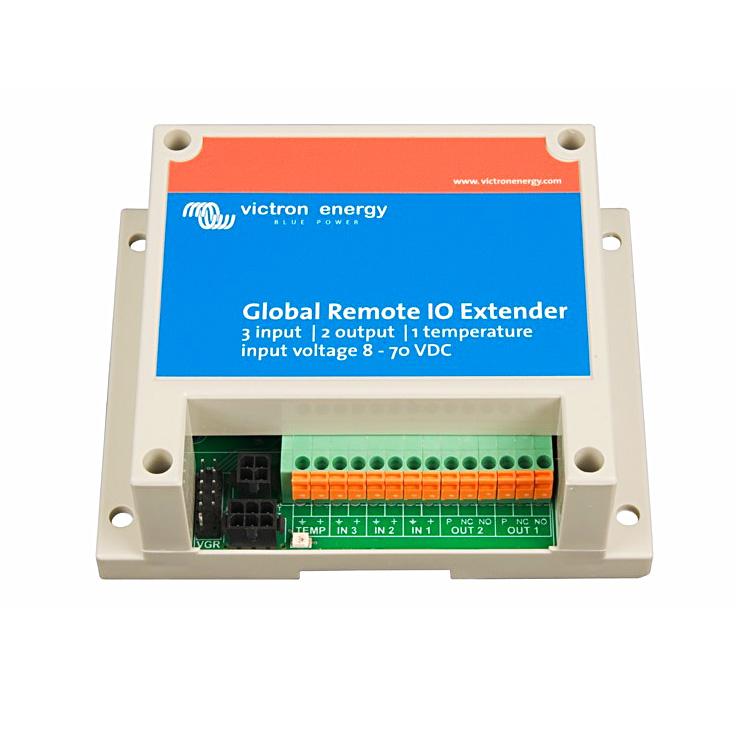 www.victronenergy.com
victron energy
BLUE POWER
Global Remote IO Extender
3 input | 2 output | 1 temperature
input voltage 8 - 70 VDC
+ + + + P NC NO P NC NO
TEMP IN 3 IN 2 IN 1 OUT 2 OUT 1
VGR